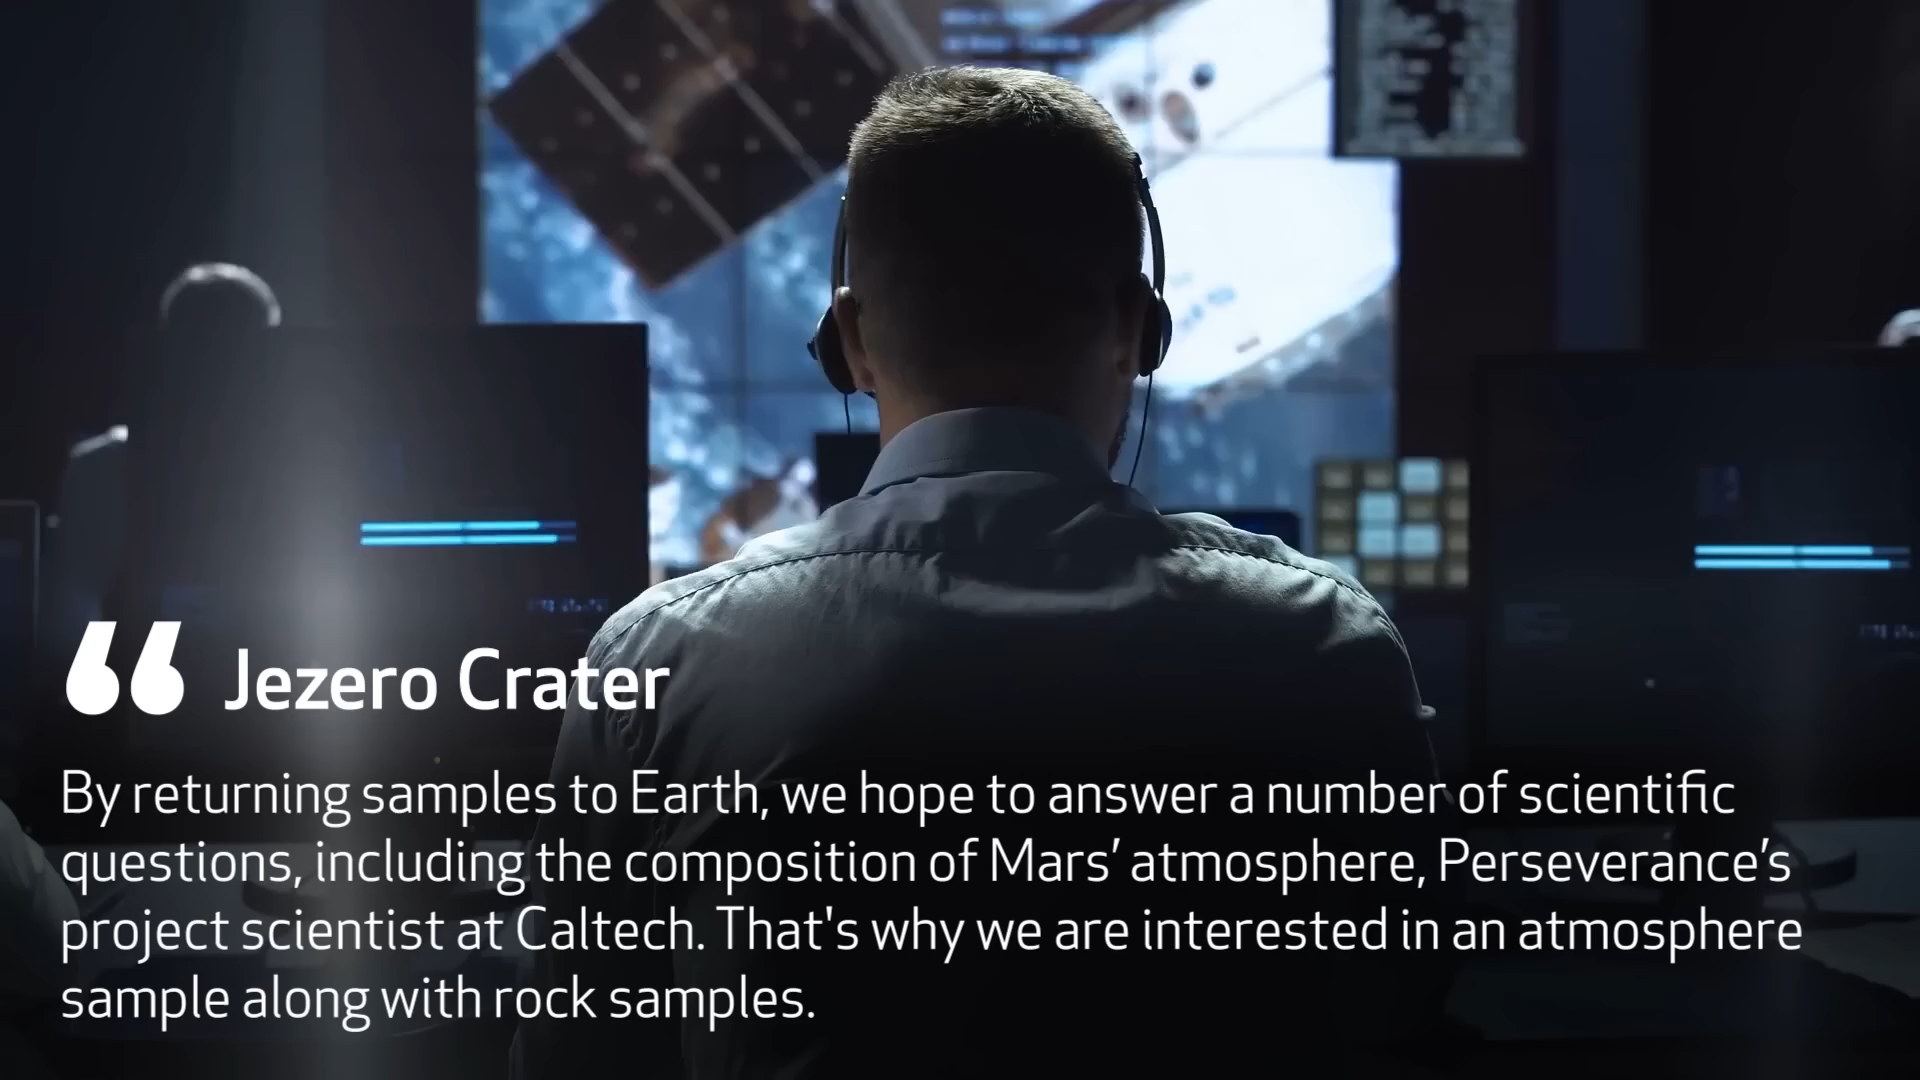 Jezero Crater
By returning samples to Earth, we hope to answer a number of scientific
questions, including the composition of Mars’ atmosphere, Perseverance’s
project scientist at Caltech. That's why we are interested in an atmosphere
sample along with rock samples.